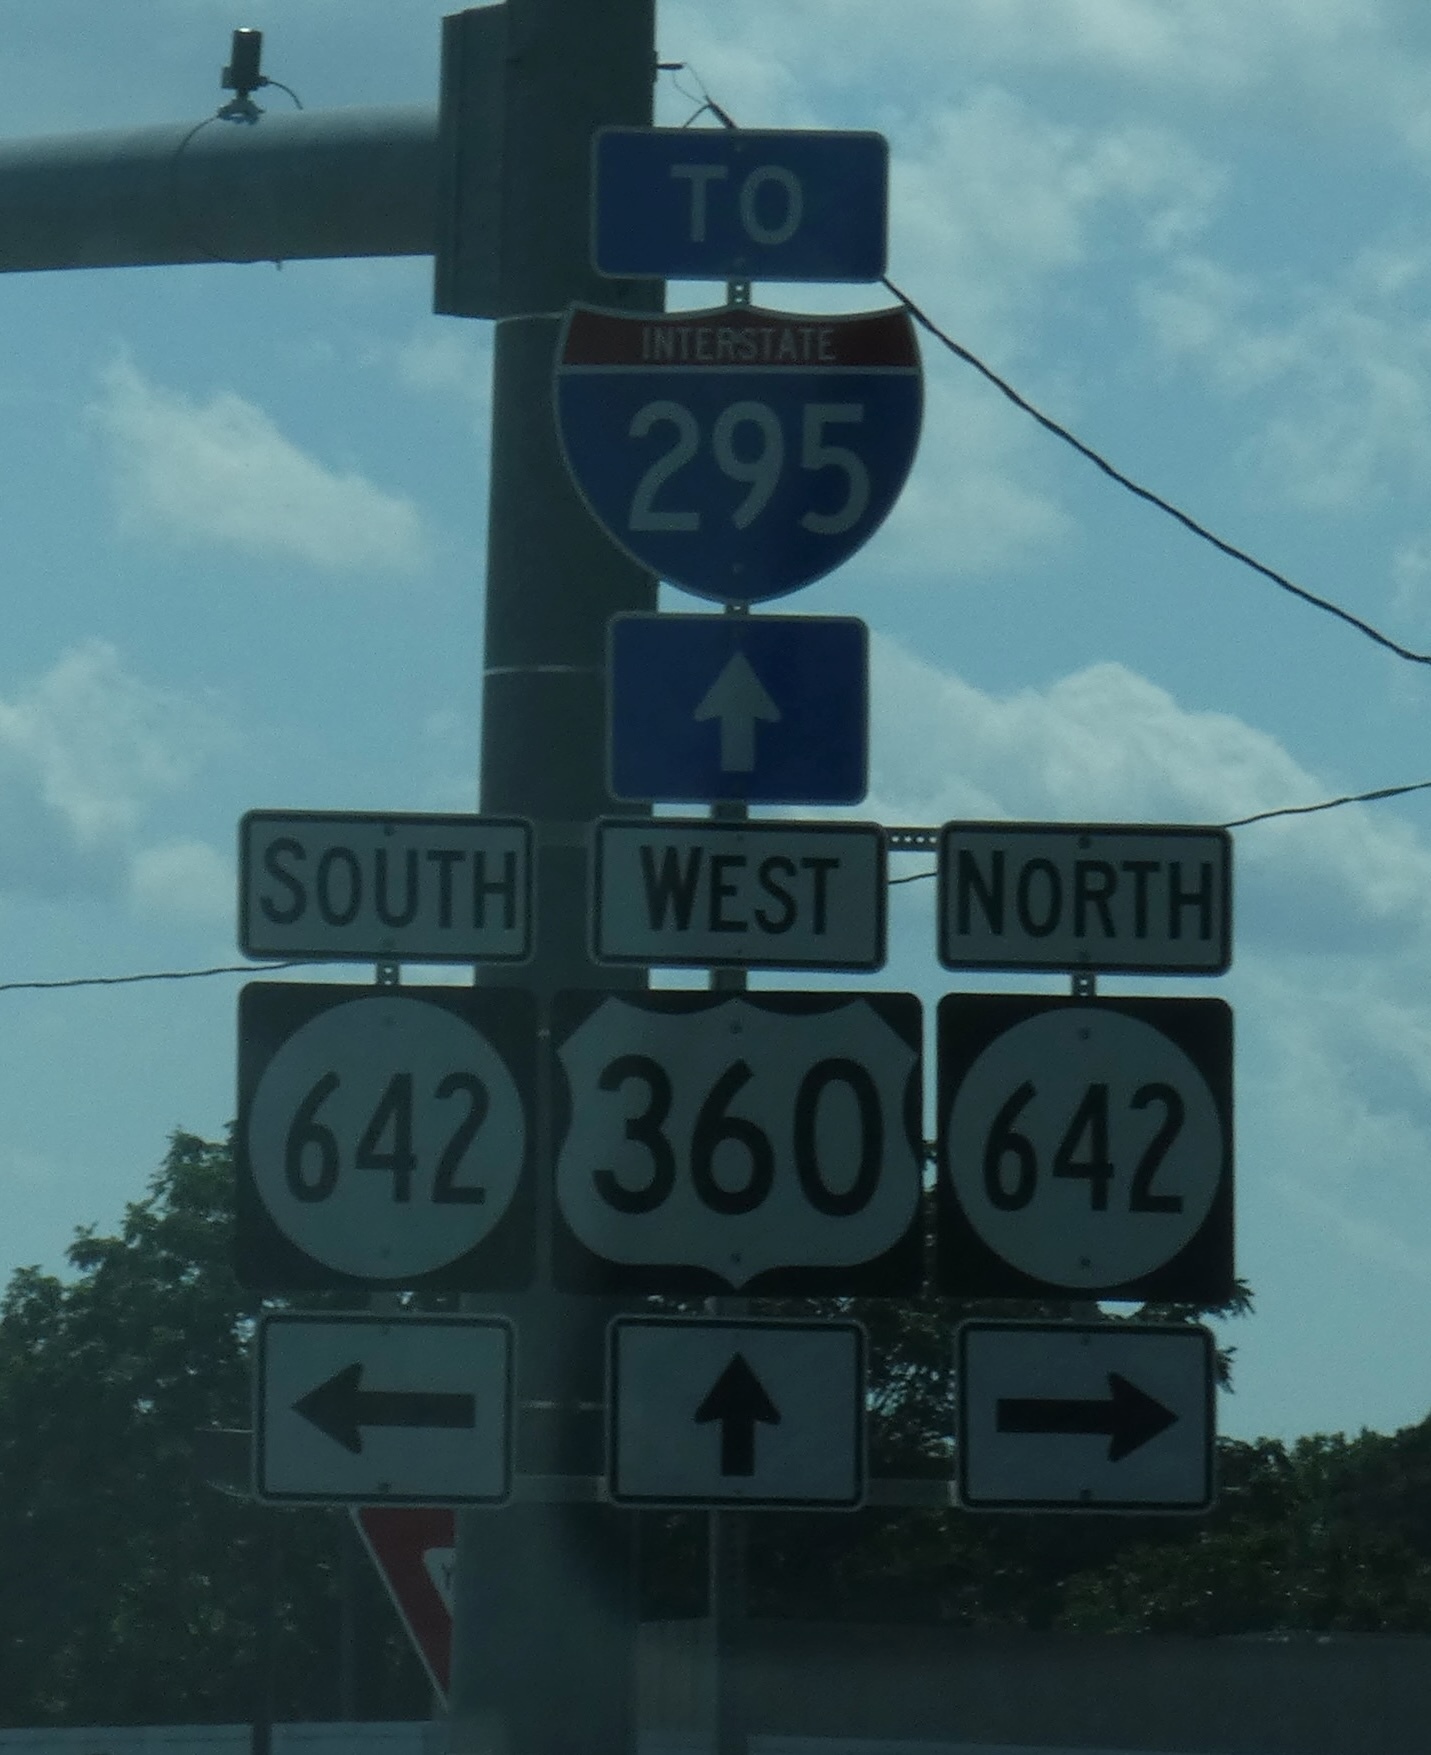 TO
INTERSTATE
295
SOUTH
WEST
NORTH
642
360
642